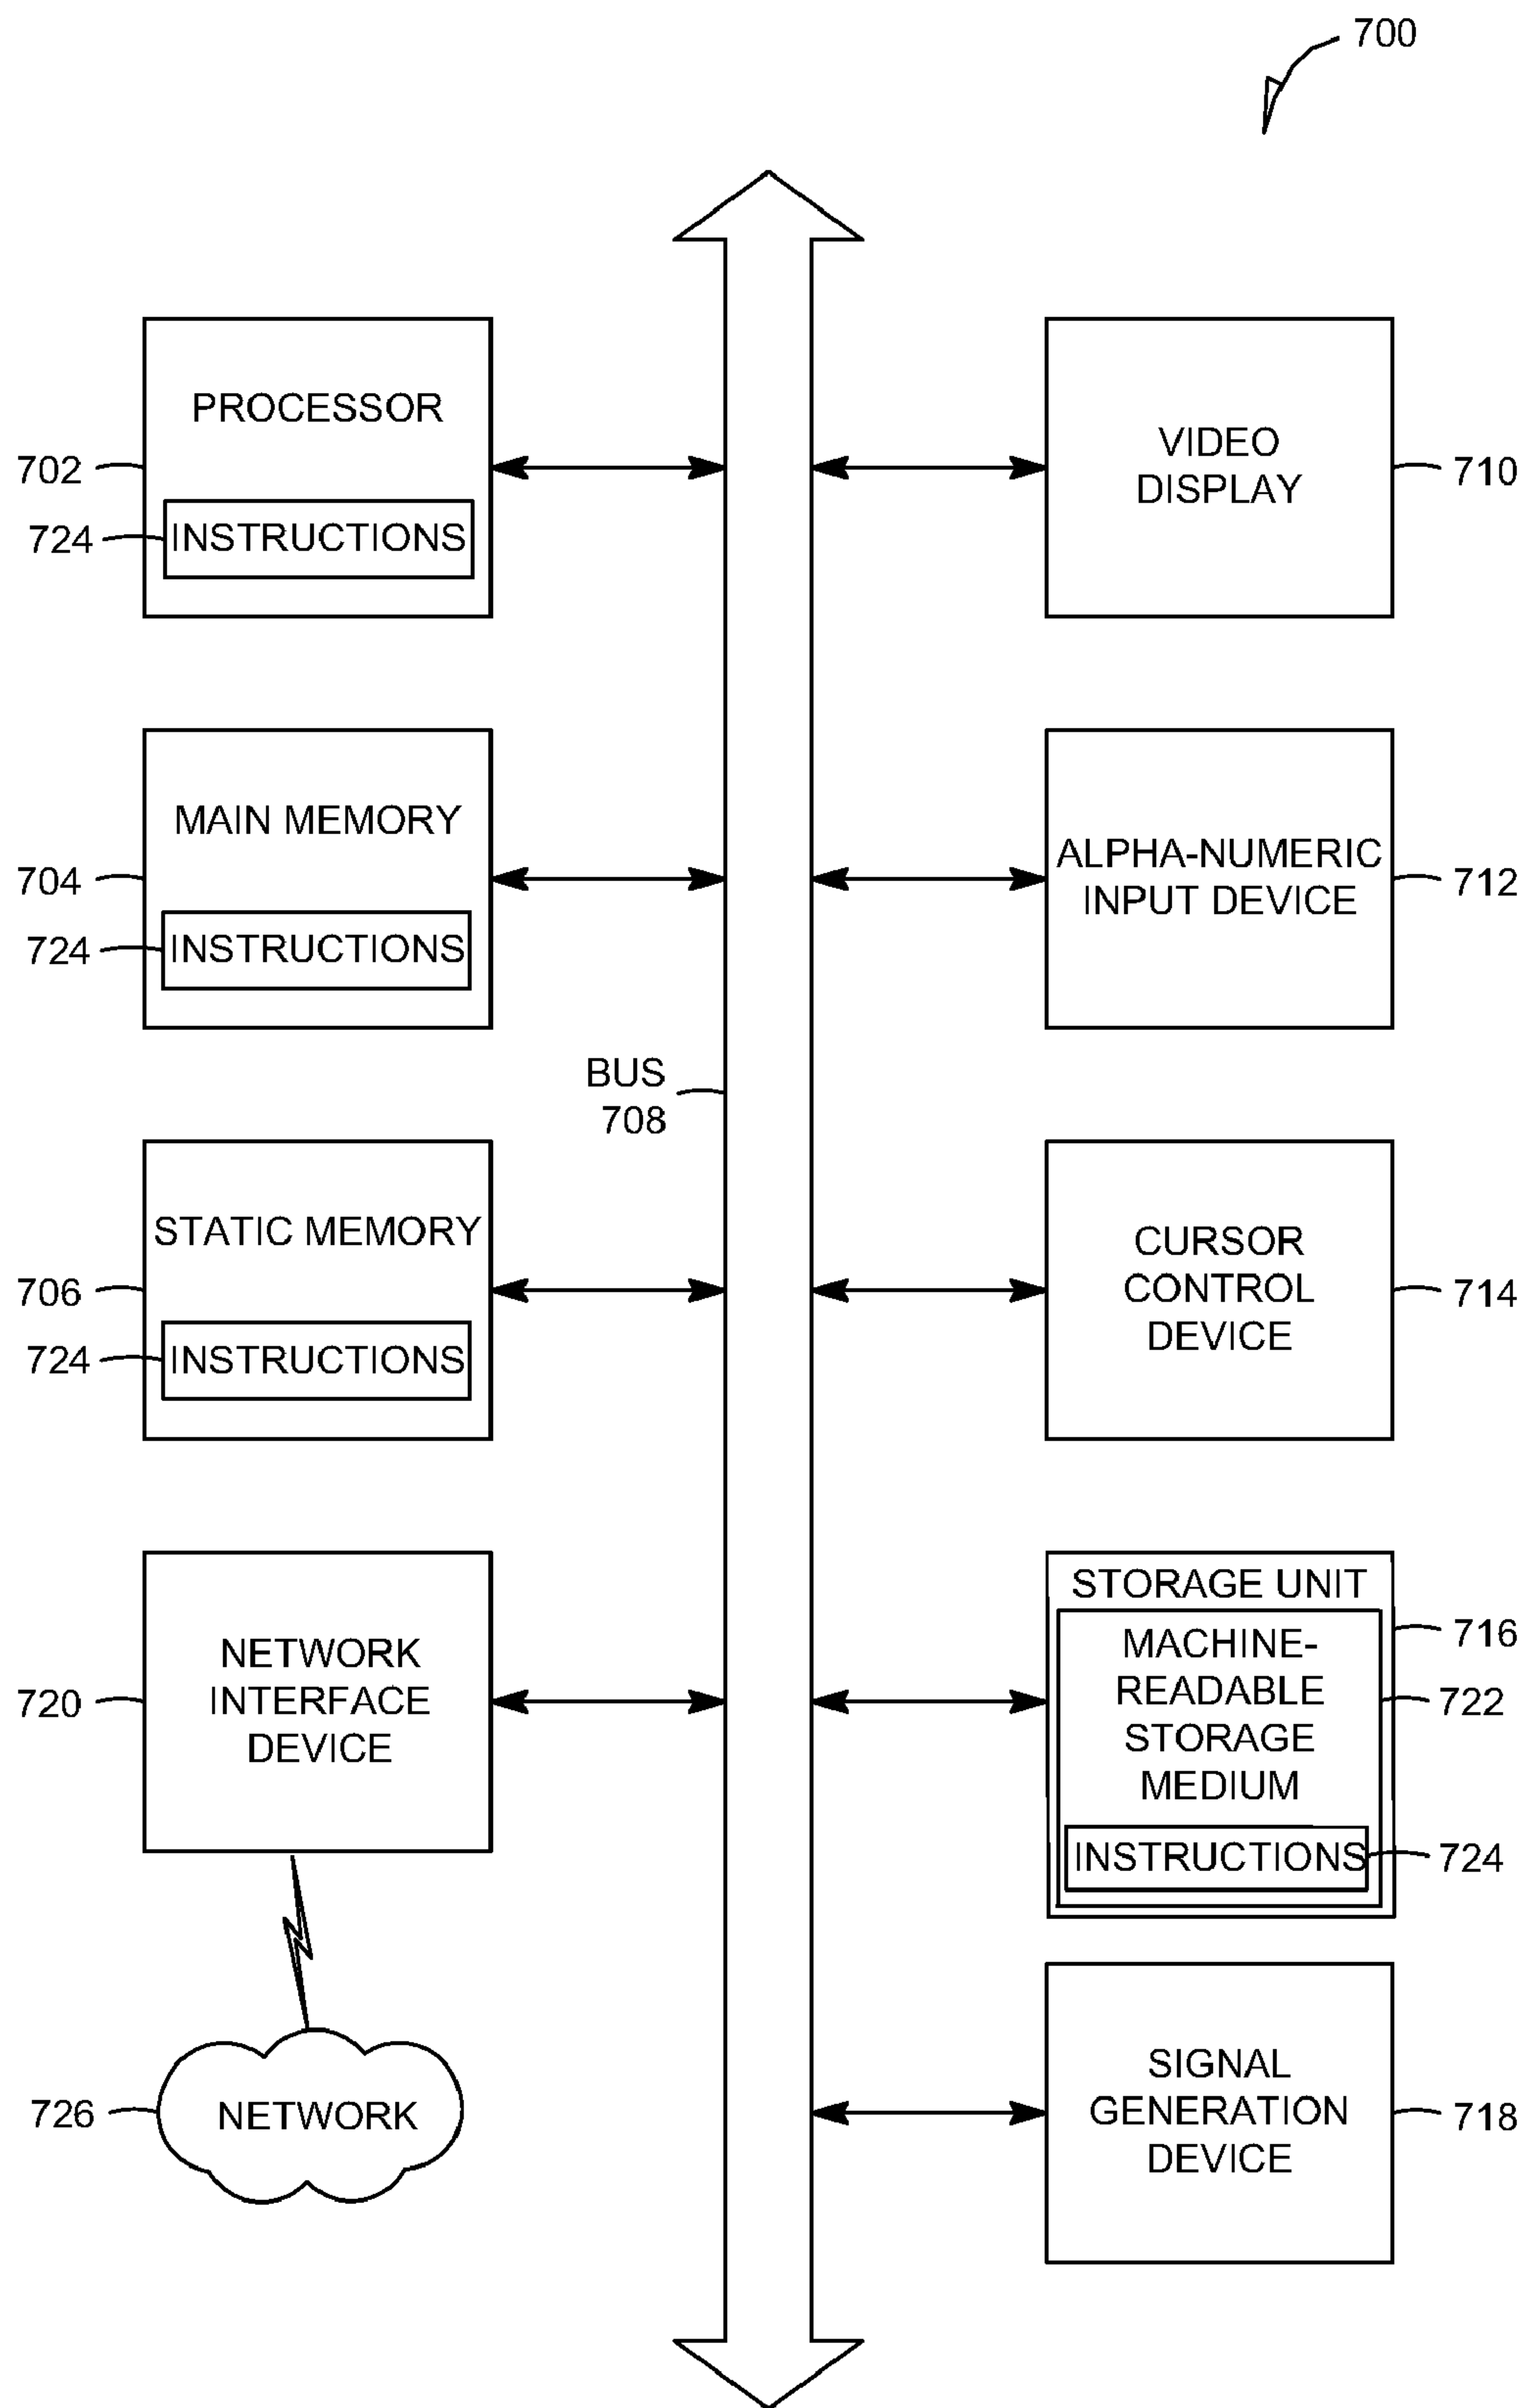 700
PROCESSOR
702
724
INSTRUCTIONS
VIDEO
DISPLAY
710
MAIN MEMORY
704
724
INSTRUCTIONS
ALPHA-NUMERIC
INPUT DEVICE
712
BUS
708
STATIC MEMORY
706
724
INSTRUCTIONS
CURSOR
CONTROL
DEVICE
714
NETWORK
INTERFACE
DEVICE
720
STORAGE UNIT
716
MACHINE-
READABLE
STORAGE
MEDIUM
722
INSTRUCTIONS
724
726
NETWORK
SIGNAL
GENERATION
DEVICE
718